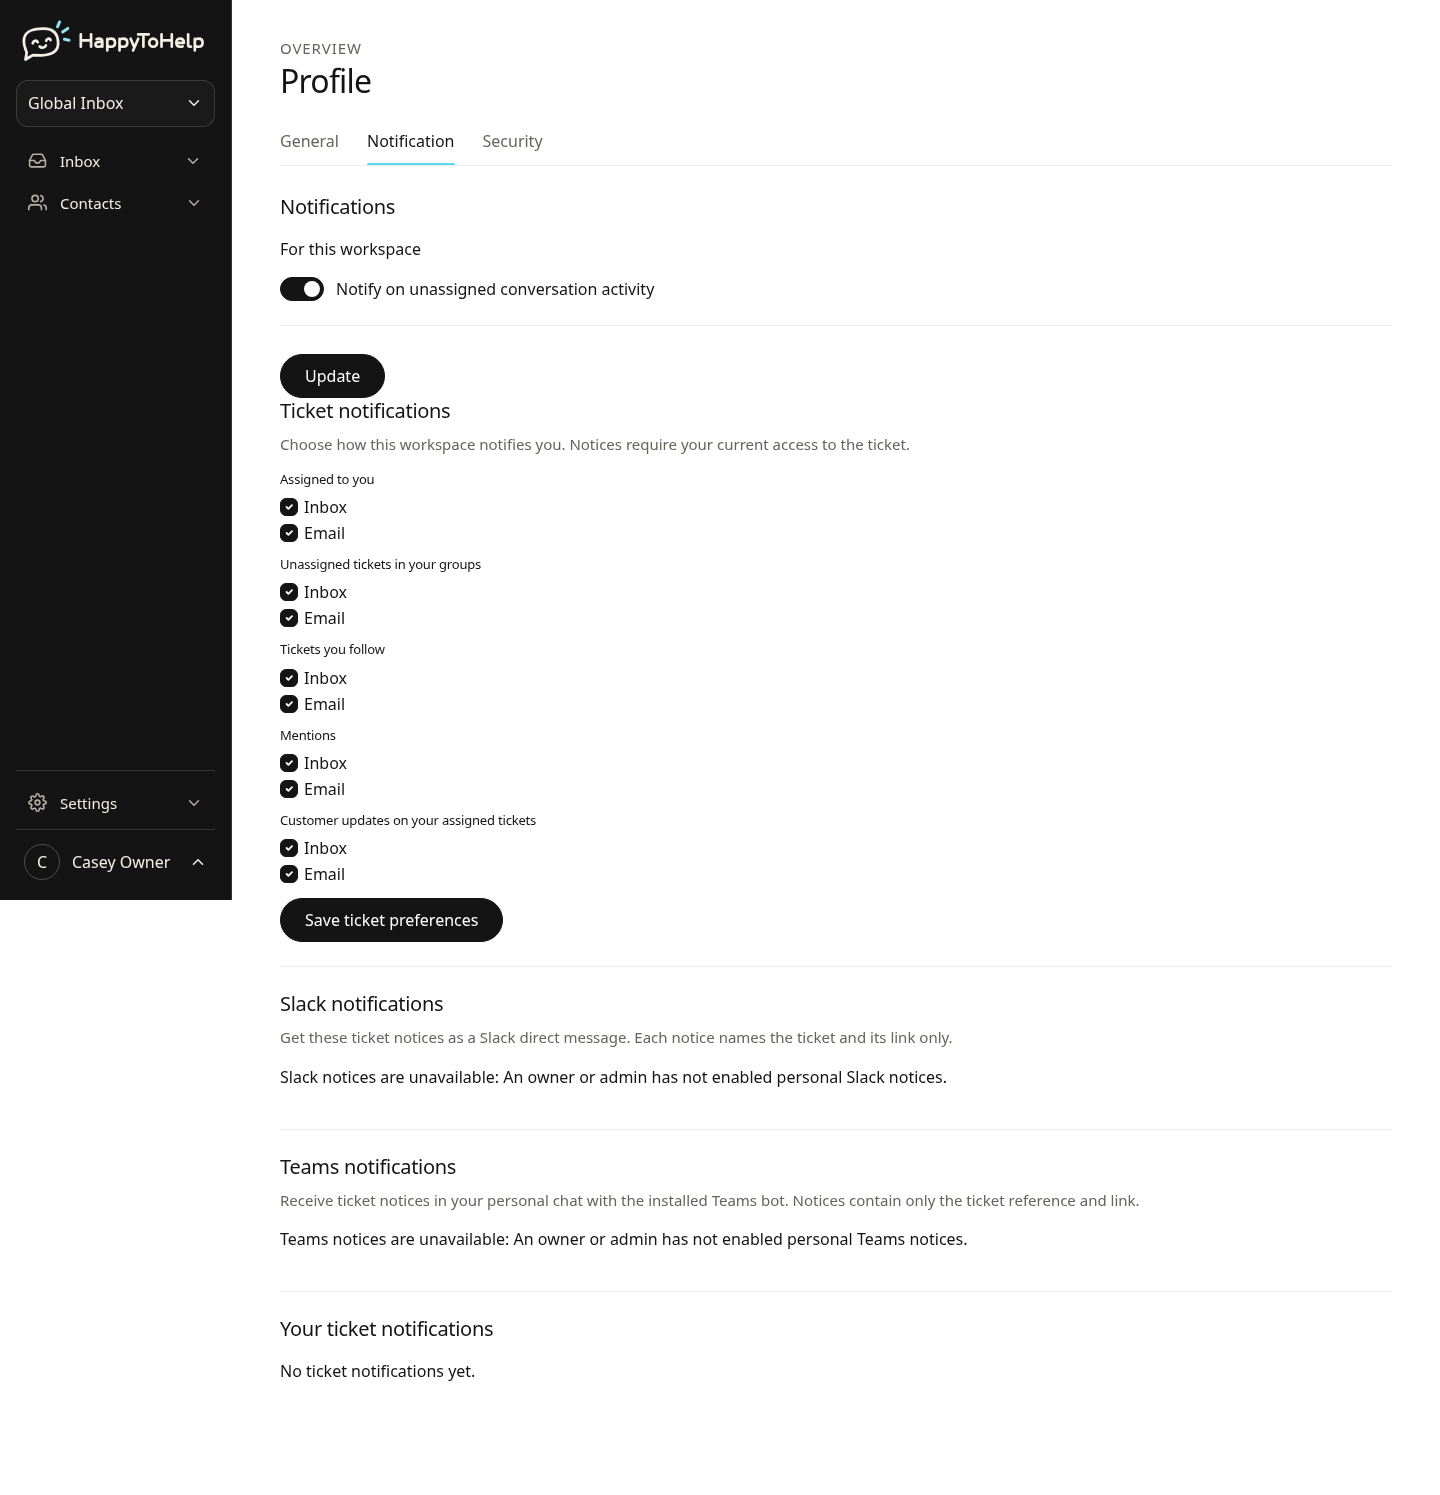 HappyToHelp
Global Inbox
Inbox
Contacts
Settings
C
Casey Owner
OVERVIEW
Profile
General
Notification
Security
Notifications
For this workspace
Notify on unassigned conversation activity
Update
Ticket notifications
Choose how this workspace notifies you. Notices require your current access to the ticket.
Assigned to you
Inbox
Email
Unassigned tickets in your groups
Inbox
Email
Tickets you follow
Inbox
Email
Mentions
Inbox
Email
Customer updates on your assigned tickets
Inbox
Email
Save ticket preferences
Slack notifications
Get these ticket notices as a Slack direct message. Each notice names the ticket and its link only.
Slack notices are unavailable: An owner or admin has not enabled personal Slack notices.
Teams notifications
Receive ticket notices in your personal chat with the installed Teams bot. Notices contain only the ticket reference and link.
Teams notices are unavailable: An owner or admin has not enabled personal Teams notices.
Your ticket notifications
No ticket notifications yet.